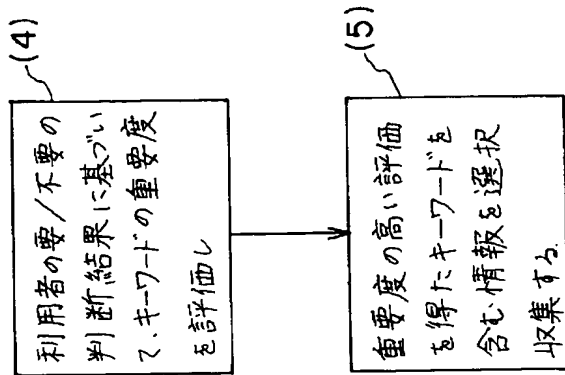 (4)
利用者の要/不要の
判断結果に基づい
て、キーワードの重要度
を評価し
(5)
重要度の高い評価
を得たキーワードを
含む情報を選択
収集する